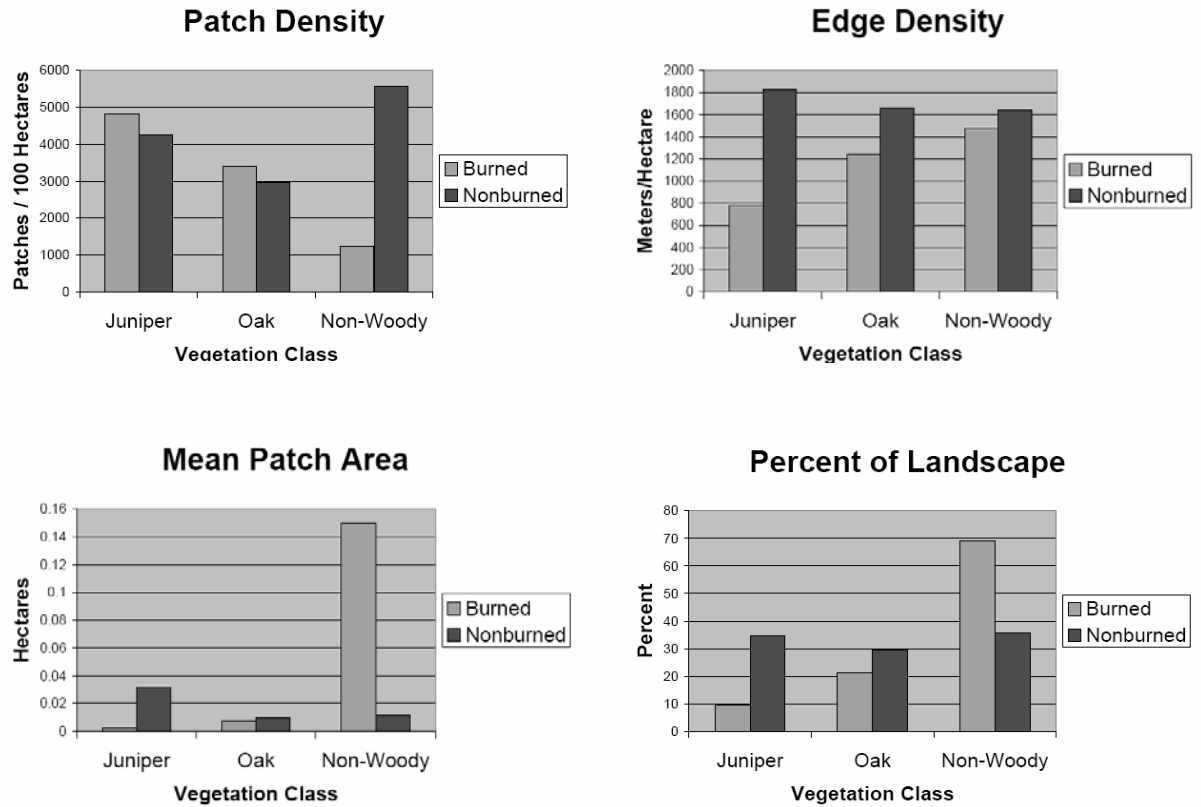 Patch Density
6000
5000
4000
3000
2000
1000
0
Patches / 100 Hectares
Juniper Oak Non-Woody
Vegetation Class
Burned
Nonburned
Edge Density
2000
1800
1600
1400
1200
1000
800
600
400
200
0
Meters/Hectare
Juniper Oak Non-Woody
Vegetation Class
Burned
Nonburned
Mean Patch Area
0.16
0.14
0.12
0.1
0.08
0.06
0.04
0.02
0
Hectares
Juniper Oak Non-Woody
Vegetation Class
Burned
Nonburned
Percent of Landscape
80
70
60
50
40
30
20
10
0
Percent
Juniper Oak Non-Woody
Vegetation Class
Burned
Nonburned